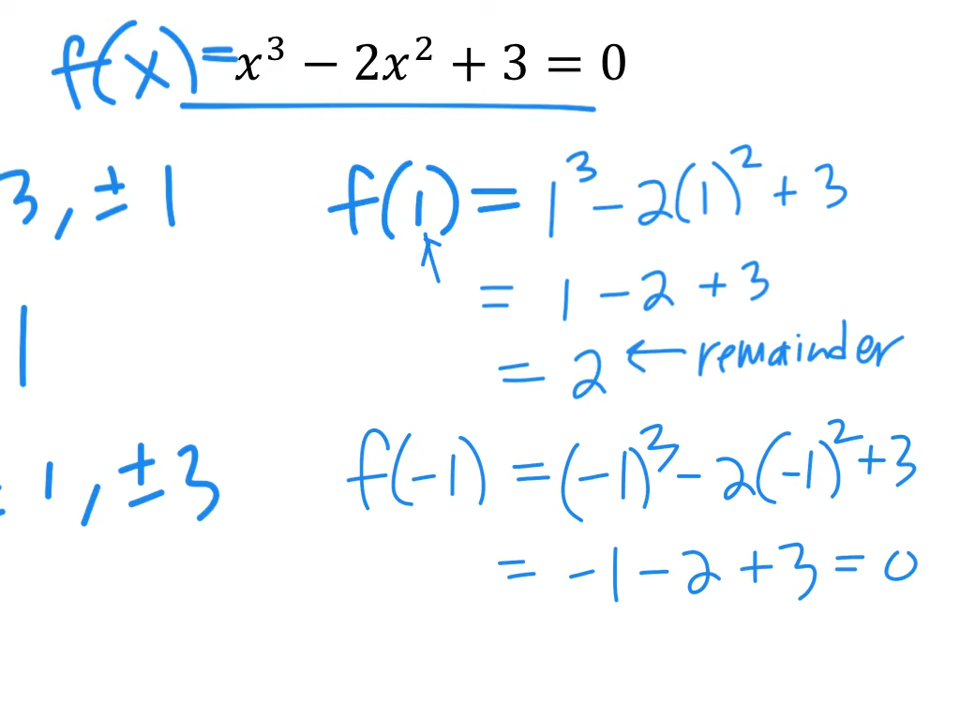 f(x) = x³ − 2x² + 3 = 0
3, ± 1
f(1) = 1³ − 2(1)² + 3
= 1 − 2 + 3
1
= 2 ← remainder
1, ± 3
f(−1) = (−1)³ − 2(−1)² + 3
= −1 − 2 + 3 = 0